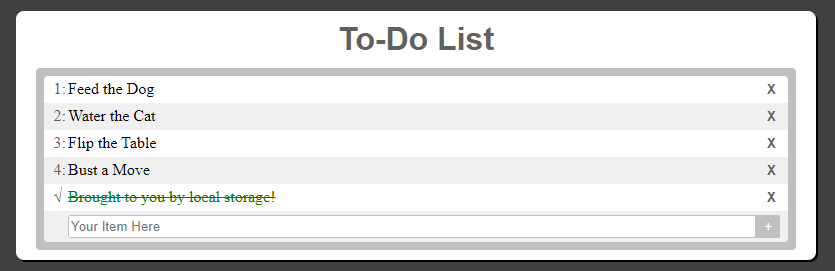 To-Do List
1: Feed the Dog X
2: Water the Cat X
3: Flip the Table X
4: Bust a Move X
√ Brought to you by local storage! X
Your Item Here +